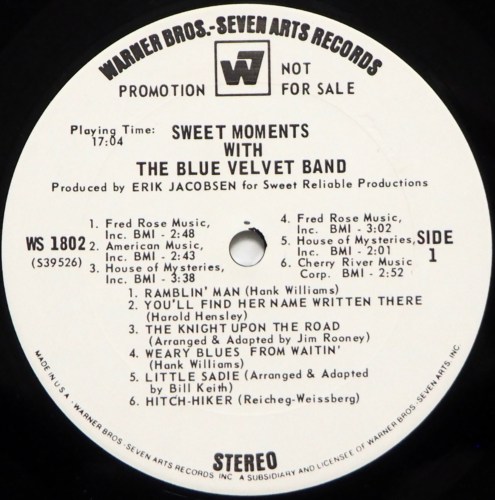 WARNER BROS.-SEVEN ARTS RECORDS
W7
PROMOTION NOT FOR SALE
Playing Time:
17:04
SWEET MOMENTS
WITH
THE BLUE VELVET BAND
Produced by ERIK JACOBSEN for Sweet Reliable Productions
WS 1802
(S39526)
1. Fred Rose Music,
Inc. BMI - 2:48
2. American Music,
Inc. BMI - 2:43
3. House of Mysteries,
Inc. BMI - 3:38
4. Fred Rose Music,
Inc. BMI - 3:02
5. House of Mysteries,
Inc. BMI - 2:01
6. Cherry River Music
Corp. BMI - 2:52
SIDE
1
1. RAMBLIN' MAN (Hank Williams)
2. YOU'LL FIND HER NAME WRITTEN THERE
(Harold Hensley)
3. THE KNIGHT UPON THE ROAD
(Arranged & Adapted by Jim Rooney)
4. WEARY BLUES FROM WAITIN'
(Hank Williams)
5. LITTLE SADIE (Arranged & Adapted
by Bill Keith)
6. HITCH-HIKER (Reicheg-Weissberg)
STEREO
MADE IN U.S.A. - WARNER BROS.-SEVEN ARTS RECORDS INC. A SUBSIDIARY AND LICENSEE OF WARNER BROS.-SEVEN ARTS, INC.